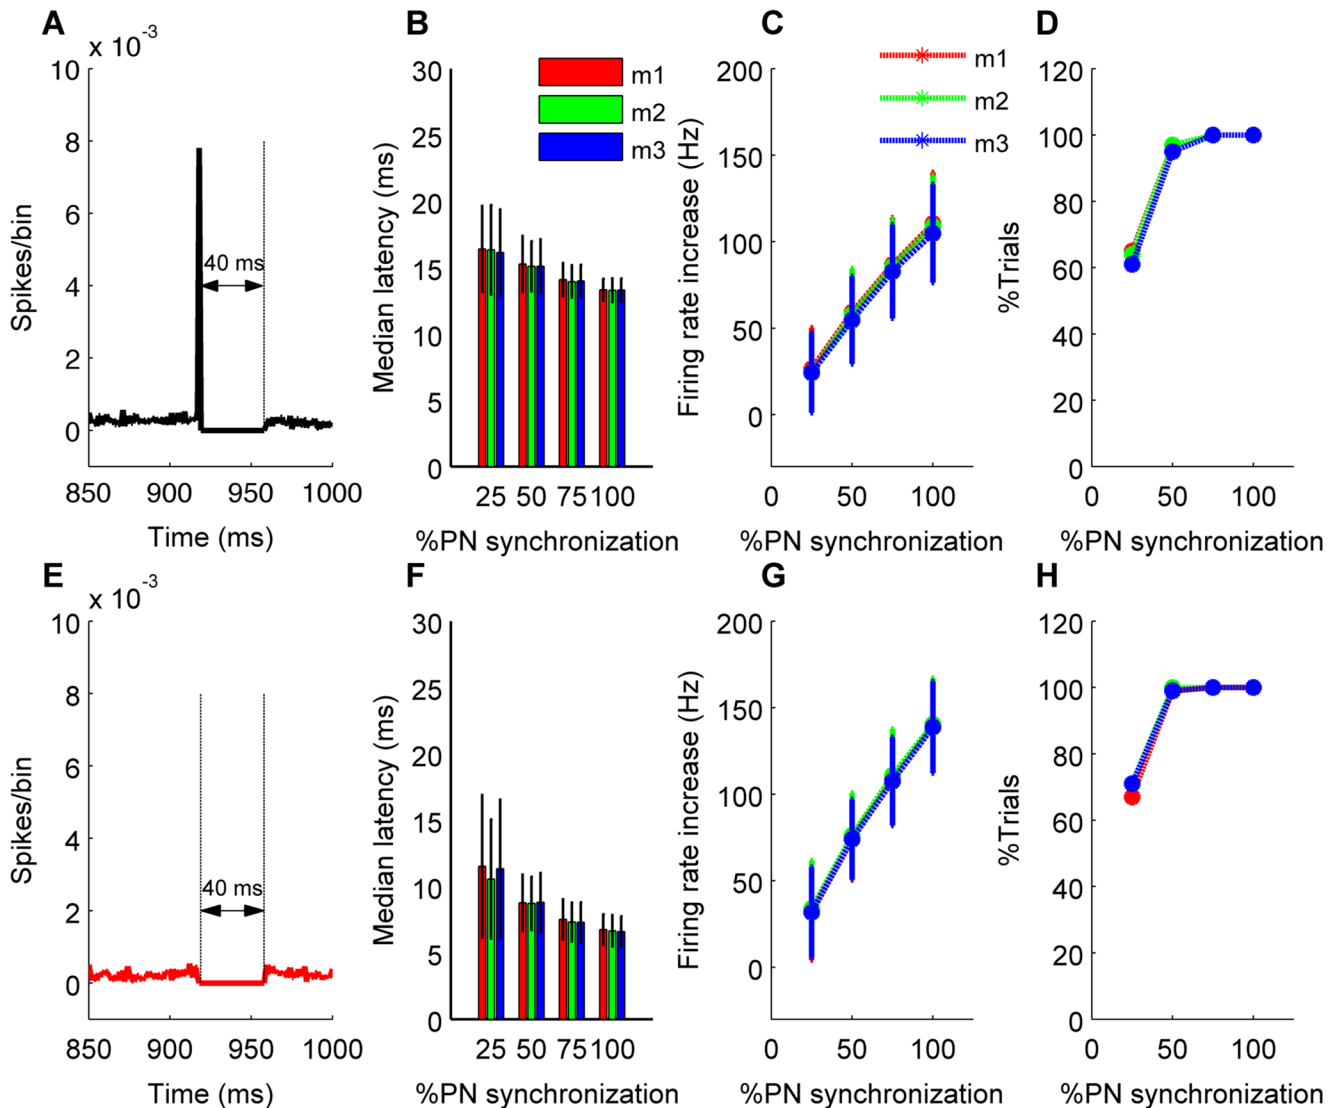 A
x 10-3
10
8
6
4
2
0
Spikes/bin
40 ms
850 900 950 1000
Time (ms)
B
30
25
20
15
10
5
0
Median latency (ms)
m1
m2
m3
25 50 75 100
%PN synchronization
C
200
150
100
50
0
Firing rate increase (Hz)
m1
m2
m3
0 50 100
%PN synchronization
D
120
100
80
60
40
20
0
%Trials
0 50 100
%PN synchronization
E
x 10-3
10
8
6
4
2
0
Spikes/bin
40 ms
850 900 950 1000
Time (ms)
F
30
25
20
15
10
5
0
Median latency (ms)
25 50 75 100
%PN synchronization
G
200
150
100
50
0
Firing rate increase (Hz)
0 50 100
%PN synchronization
H
120
100
80
60
40
20
0
%Trials
0 50 100
%PN synchronization